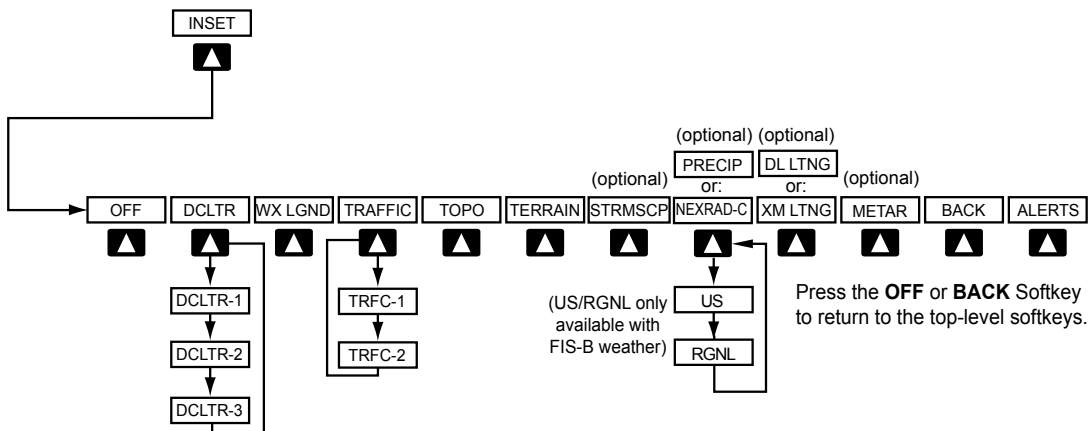 INSET
(optional) (optional)
PRECIP DL LTNG
(optional) or: or: (optional)
OFF DCLTR WX LGND TRAFFIC TOPO TERRAIN STRMSCP NEXRAD-C XM LTNG METAR BACK ALERTS
DCLTR-1
DCLTR-2
DCLTR-3
TRFC-1
TRFC-2
(US/RGNL only
available with
FIS-B weather)
US
RGNL
Press the OFF or BACK Softkey
to return to the top-level softkeys.